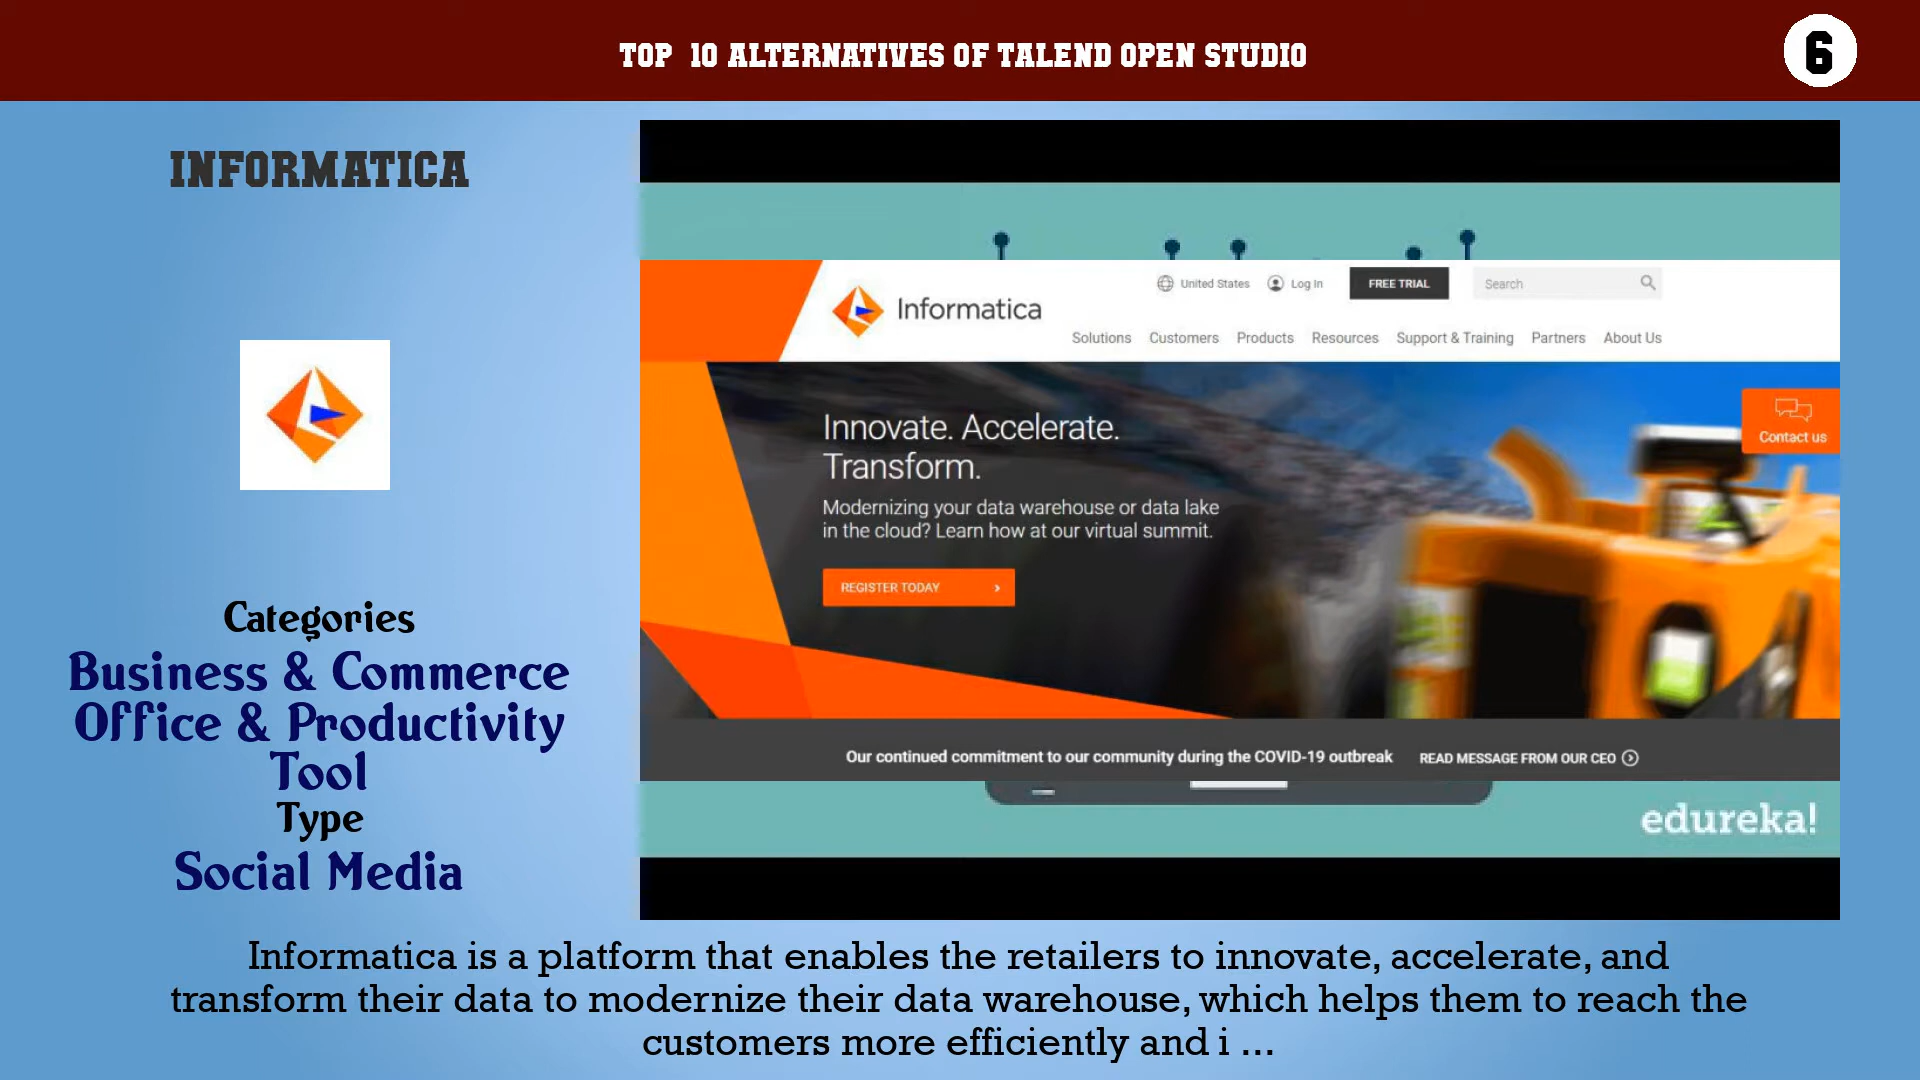 TOP 10 ALTERNATIVES OF TALEND OPEN STUDIO
6
INFORMATICA
United States
Log In
FREE TRIAL
Search
Informatica
Solutions Customers Products Resources Support & Training Partners About Us
Innovate. Accelerate.
Transform.
Contact us
Modernizing your data warehouse or data lake
in the cloud? Learn how at our virtual summit.
REGISTER TODAY
Our continued commitment to our community during the COVID-19 outbreak READ MESSAGE FROM OUR CEO
edureka!
Categories
Business & Commerce
Office & Productivity
Tool
Type
Social Media
Informatica is a platform that enables the retailers to innovate, accelerate, and
transform their data to modernize their data warehouse, which helps them to reach the
customers more efficiently and i ...